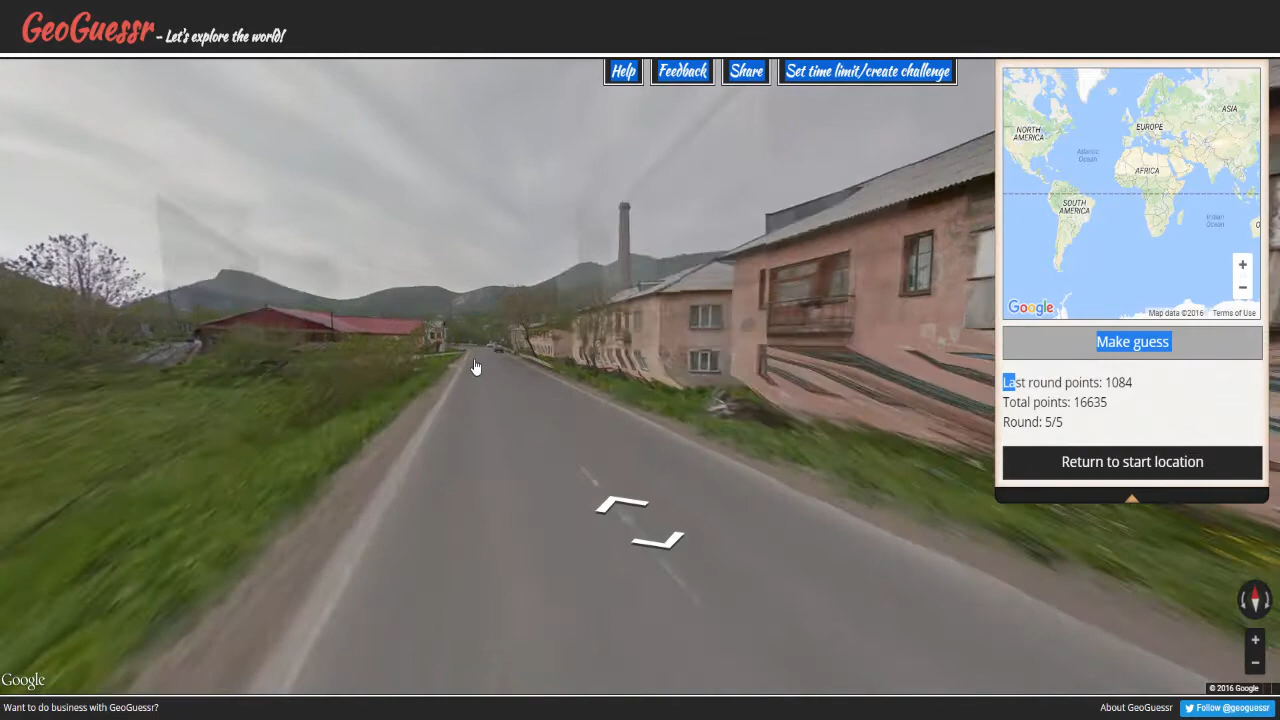 GeoGuessr - Let's explore the world!
Help Feedback Share Set time limit/create challenge
NORTH AMERICA
Atlantic Ocean
EUROPE
ASIA
AFRICA
SOUTH AMERICA
Indian Ocean
O
+
−
Google Map data ©2016 Terms of Use
Make guess
Last round points: 1084
Total points: 16635
Round: 5/5
Return to start location
+
−
Google
© 2016 Google
Want to do business with GeoGuessr? About GeoGuessr Follow @geoguessr